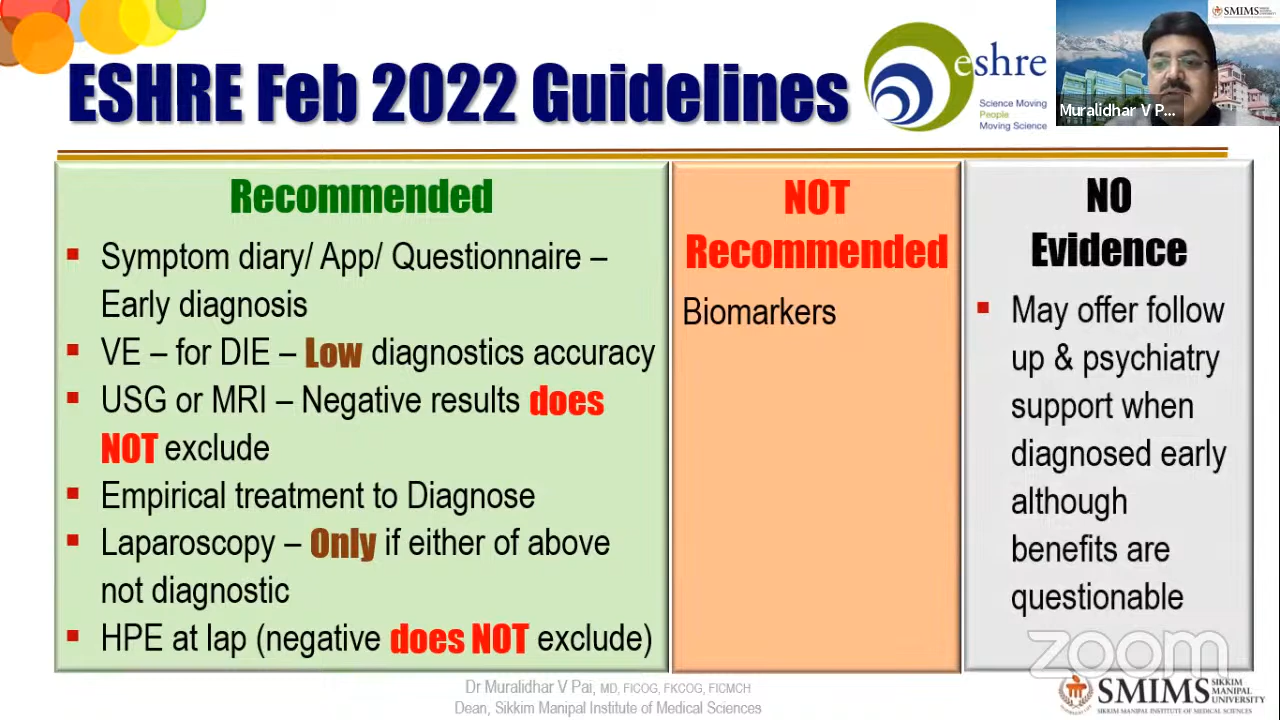 ESHRE Feb 2022 Guidelines
eshre
Science Moving
People
Moving Science
SMIMS
Muralidhar V P...
Recommended
▪ Symptom diary/ App/ Questionnaire –
Early diagnosis
▪ VE – for DIE – Low diagnostics accuracy
▪ USG or MRI – Negative results does
NOT exclude
▪ Empirical treatment to Diagnose
▪ Laparoscopy – Only if either of above
not diagnostic
▪ HPE at lap (negative does NOT exclude)
NOT
Recommended
Biomarkers
NO
Evidence
▪ May offer follow
up & psychiatry
support when
diagnosed early
although
benefits are
questionable
zoom
Dr Muralidhar V Pai, MD, FICOG, FKCOG, FICMCH
Dean, Sikkim Manipal Institute of Medical Sciences
SMIMS
SIKKIM
MANIPAL
UNIVERSITY
SIKKIM MANIPAL INSTITUTE OF MEDICAL SCIENCES